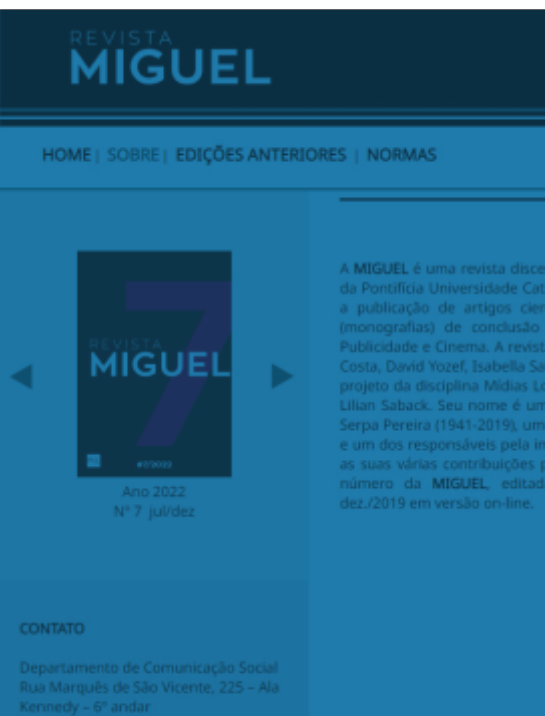 REVISTA
MIGUEL
HOME | SOBRE | EDIÇÕES ANTERIORES | NORMAS
7
REVISTA
MIGUEL
#7/2022
Ano 2022
N° 7 jul/dez
A MIGUEL é uma revista disce
da Pontifícia Universidade Cat
a publicação de artigos cien
(monografias) de conclusão
Publicidade e Cinema. A revist
Costa, David Yozef, Isabella Sa
projeto da disciplina Mídias Lo
Lilian Saback. Seu nome é um
Serpa Pereira (1941-2019), um
e um dos responsáveis pela in
as suas várias contribuições p
número da MIGUEL, editad
dez./2019 em versão on-line.
CONTATO
Departamento de Comunicação Social
Rua Marquês de São Vicente, 225 – Ala
Kennedy – 6º andar